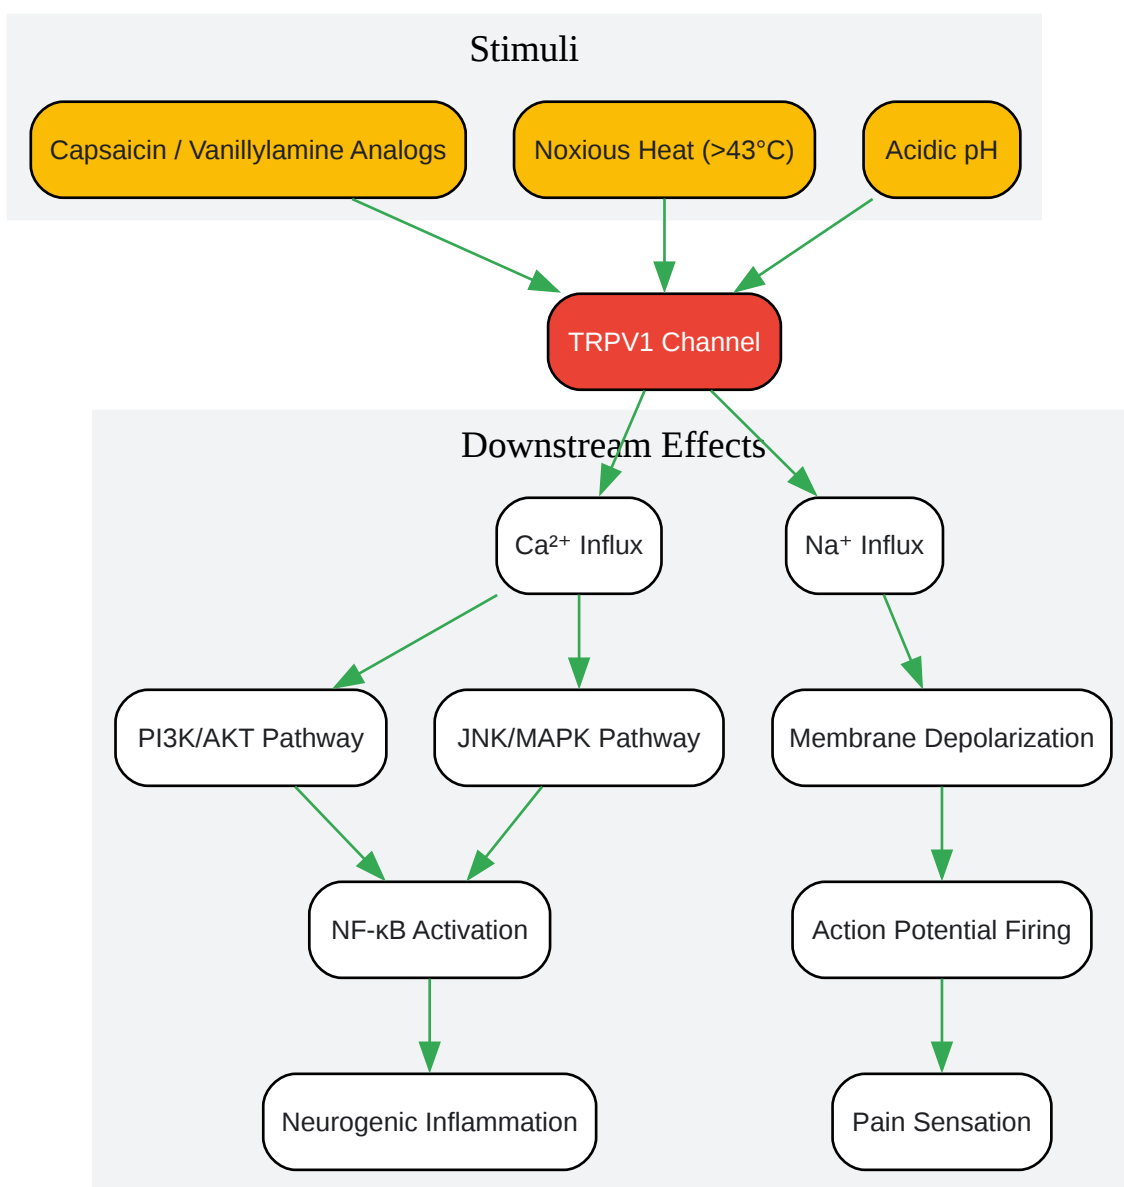 Stimuli
Capsaicin / Vanillylamine Analogs
Noxious Heat (>43°C)
Acidic pH
TRPV1 Channel
Downstream Effects
Ca²⁺ Influx
Na⁺ Influx
PI3K/AKT Pathway
JNK/MAPK Pathway
Membrane Depolarization
NF-κB Activation
Action Potential Firing
Neurogenic Inflammation
Pain Sensation